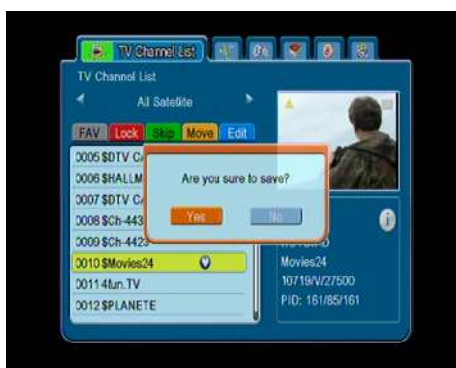 TV Channel List
TV Channel List
All Satellite
FAV Lock Skip Move Edit
0005 $DTV C
0006 $HALLM
0007 $DTV C
0008 $Ch-443
0009 $Ch-442
0010 $Movies24
0011 4fun.TV
0012 $PLANETE
Are you sure to save?
Yes No
Movies24
10719/V/27500
PID: 161/85/161